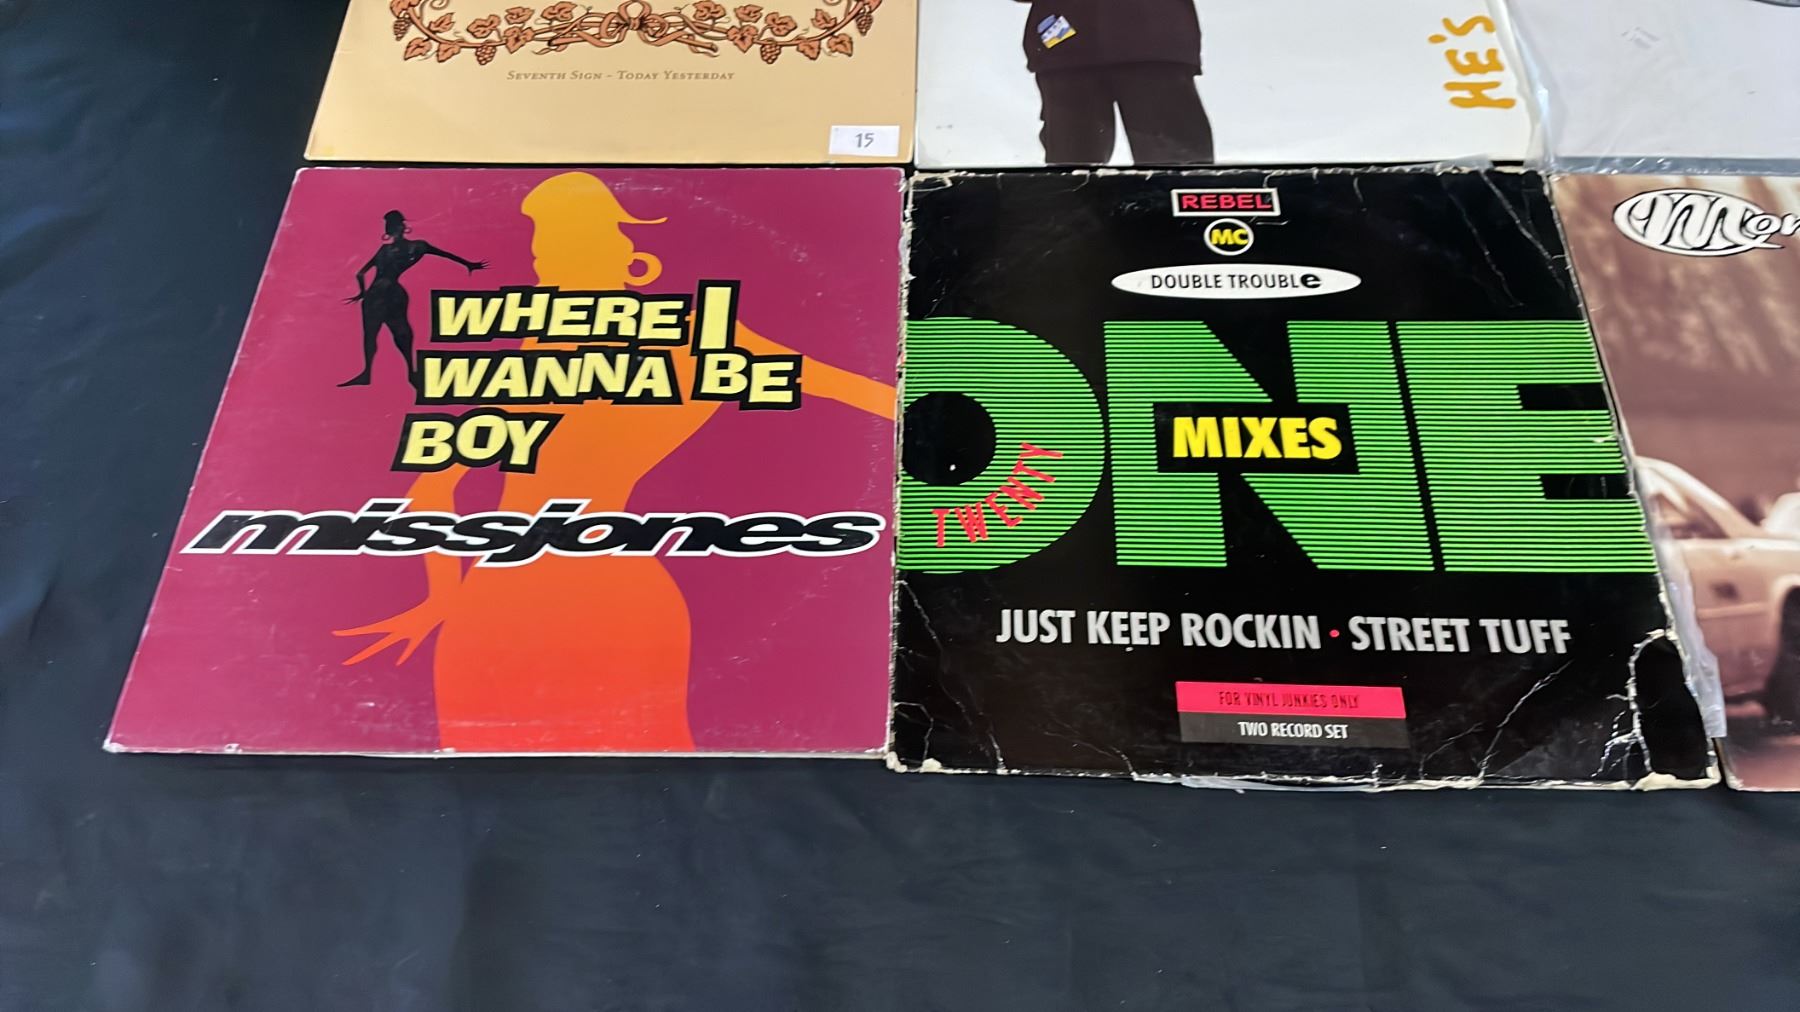 SEVENTH SIGN - TODAY YESTERDAY
15
HE'S
WHERE I
WANNA BE
BOY
missjones
REBEL
MC
DOUBLE TROUBLe
ONE
MIXES
TWENTY
JUST KEEP ROCKIN • STREET TUFF
FOR VINYL JUNKIES ONLY
TWO RECORD SET